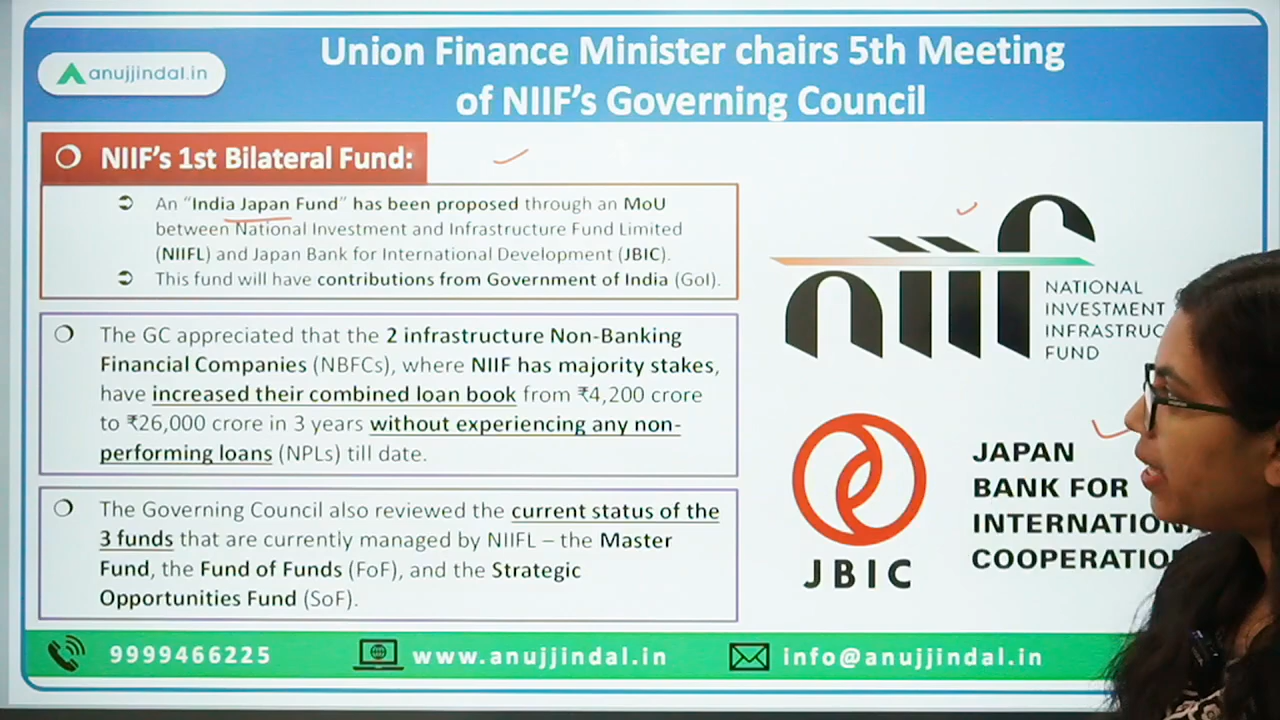 anujjindal.in
Union Finance Minister chairs 5th Meeting
of NIIF's Governing Council
NIIF's 1st Bilateral Fund:
An "India Japan Fund" has been proposed through an MoU
between National Investment and Infrastructure Fund Limited
(NIIFL) and Japan Bank for International Development (JBIC).
This fund will have contributions from Government of India (GoI).
The GC appreciated that the 2 infrastructure Non-Banking
Financial Companies (NBFCs), where NIIF has majority stakes,
have increased their combined loan book from ₹4,200 crore
to ₹26,000 crore in 3 years without experiencing any non-
performing loans (NPLs) till date.
The Governing Council also reviewed the current status of the
3 funds that are currently managed by NIIFL – the Master
Fund, the Fund of Funds (FoF), and the Strategic
Opportunities Fund (SoF).
niif
NATIONAL
INVESTMENT
INFRASTRUC
FUND
JBIC
JAPAN
BANK FOR
INTERNATIONA
COOPERATIO
9999466225
www.anujjindal.in
info@anujjindal.in